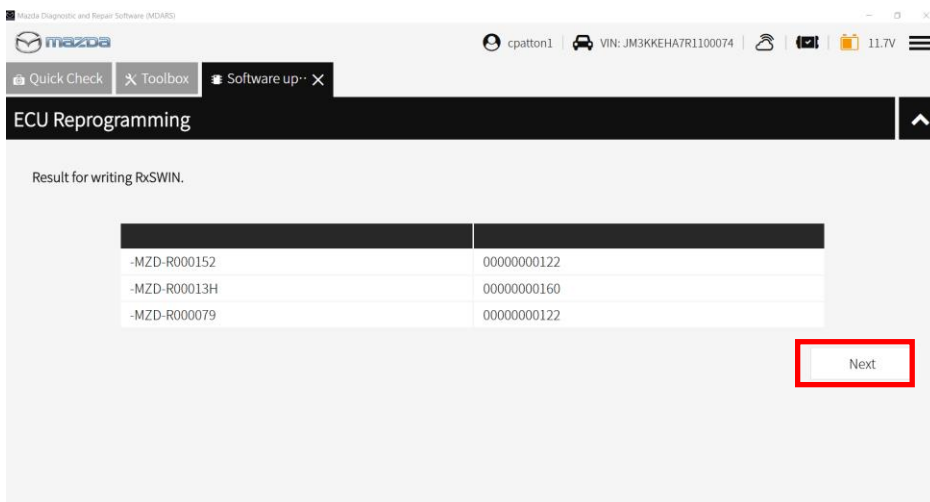 Mazda Diagnostic and Repair Software (MDARS)
mazda cpatton1 VIN: JM3KKEHA7R1100074 11.7V
Quick Check Toolbox Software up··
ECU Reprogramming
Result for writing RxSWIN.
-MZD-R000152 00000000122
-MZD-R00013H 00000000160
-MZD-R000079 00000000122
Next